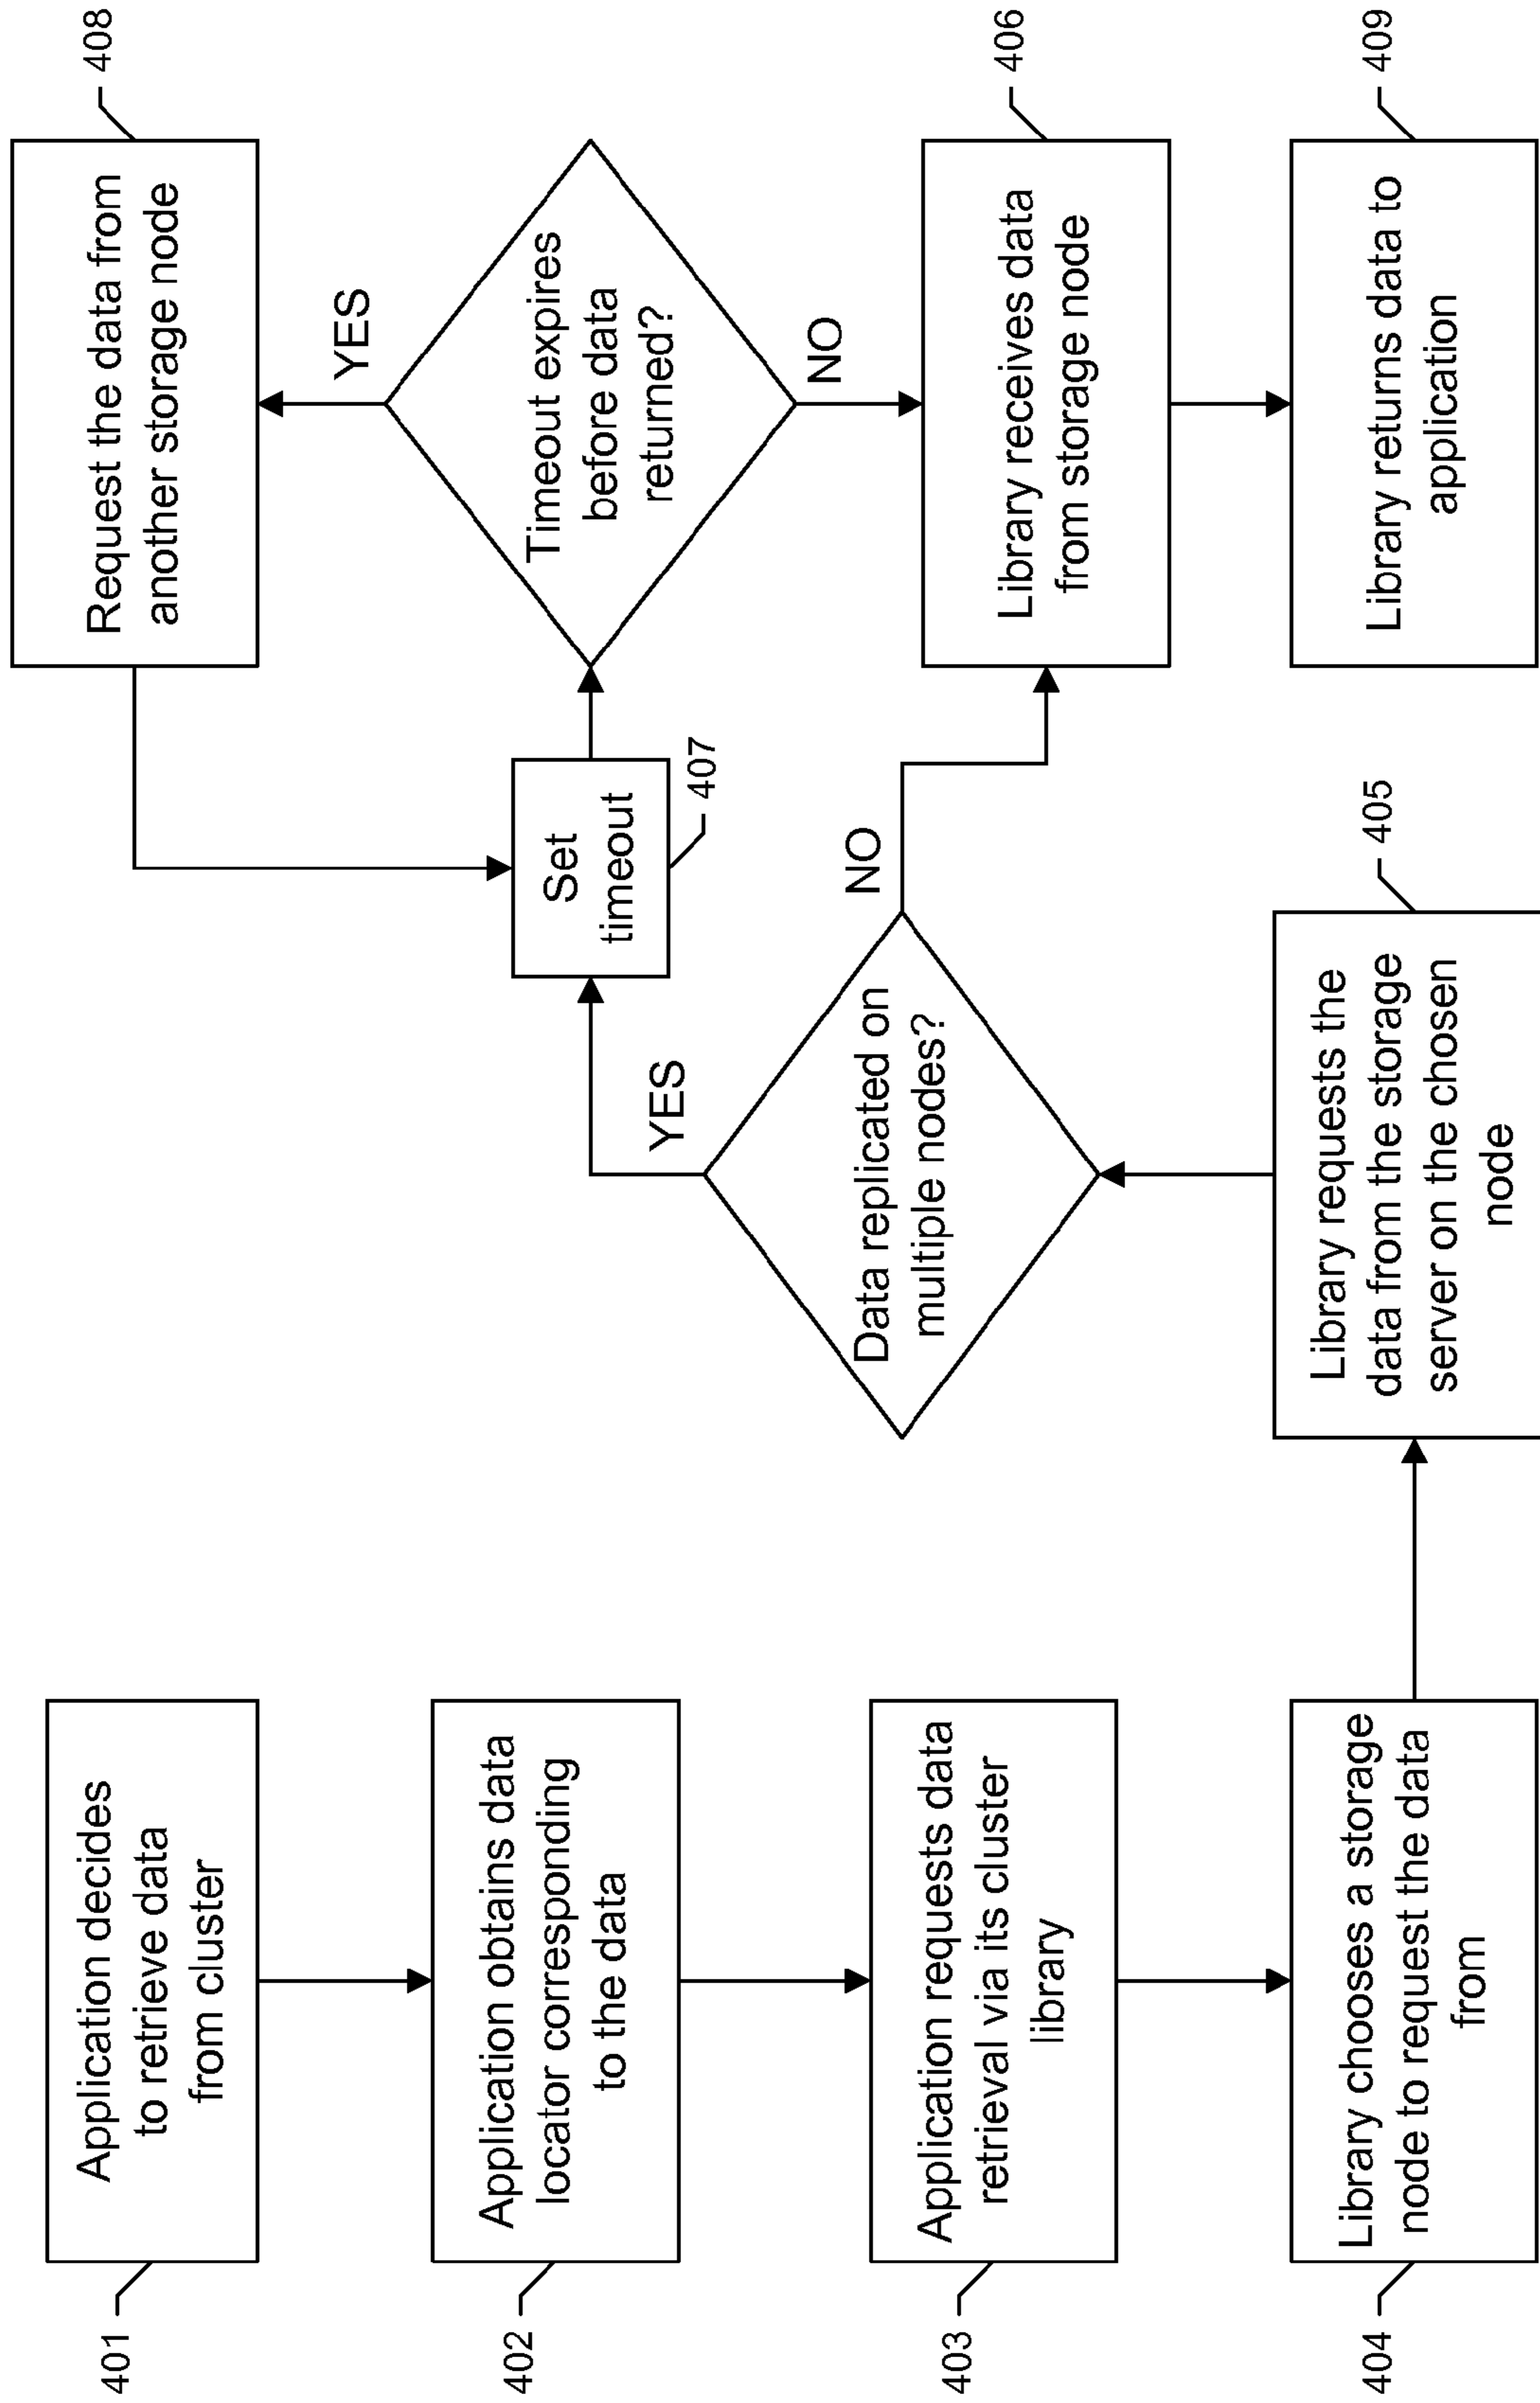 401
Application decides
to retrieve data
from cluster
402
Application obtains data
locator corresponding
to the data
403
Application requests data
retrieval via its cluster
library
404
Library chooses a storage
node to request the data
from
405
Library requests the
data from the storage
server on the chosen
node
Data replicated on
multiple nodes?
YES
NO
Set
timeout
407
Timeout expires
before data
returned?
YES
NO
Request the data from
another storage node
408
Library receives data
from storage node
406
Library returns data to
application
409